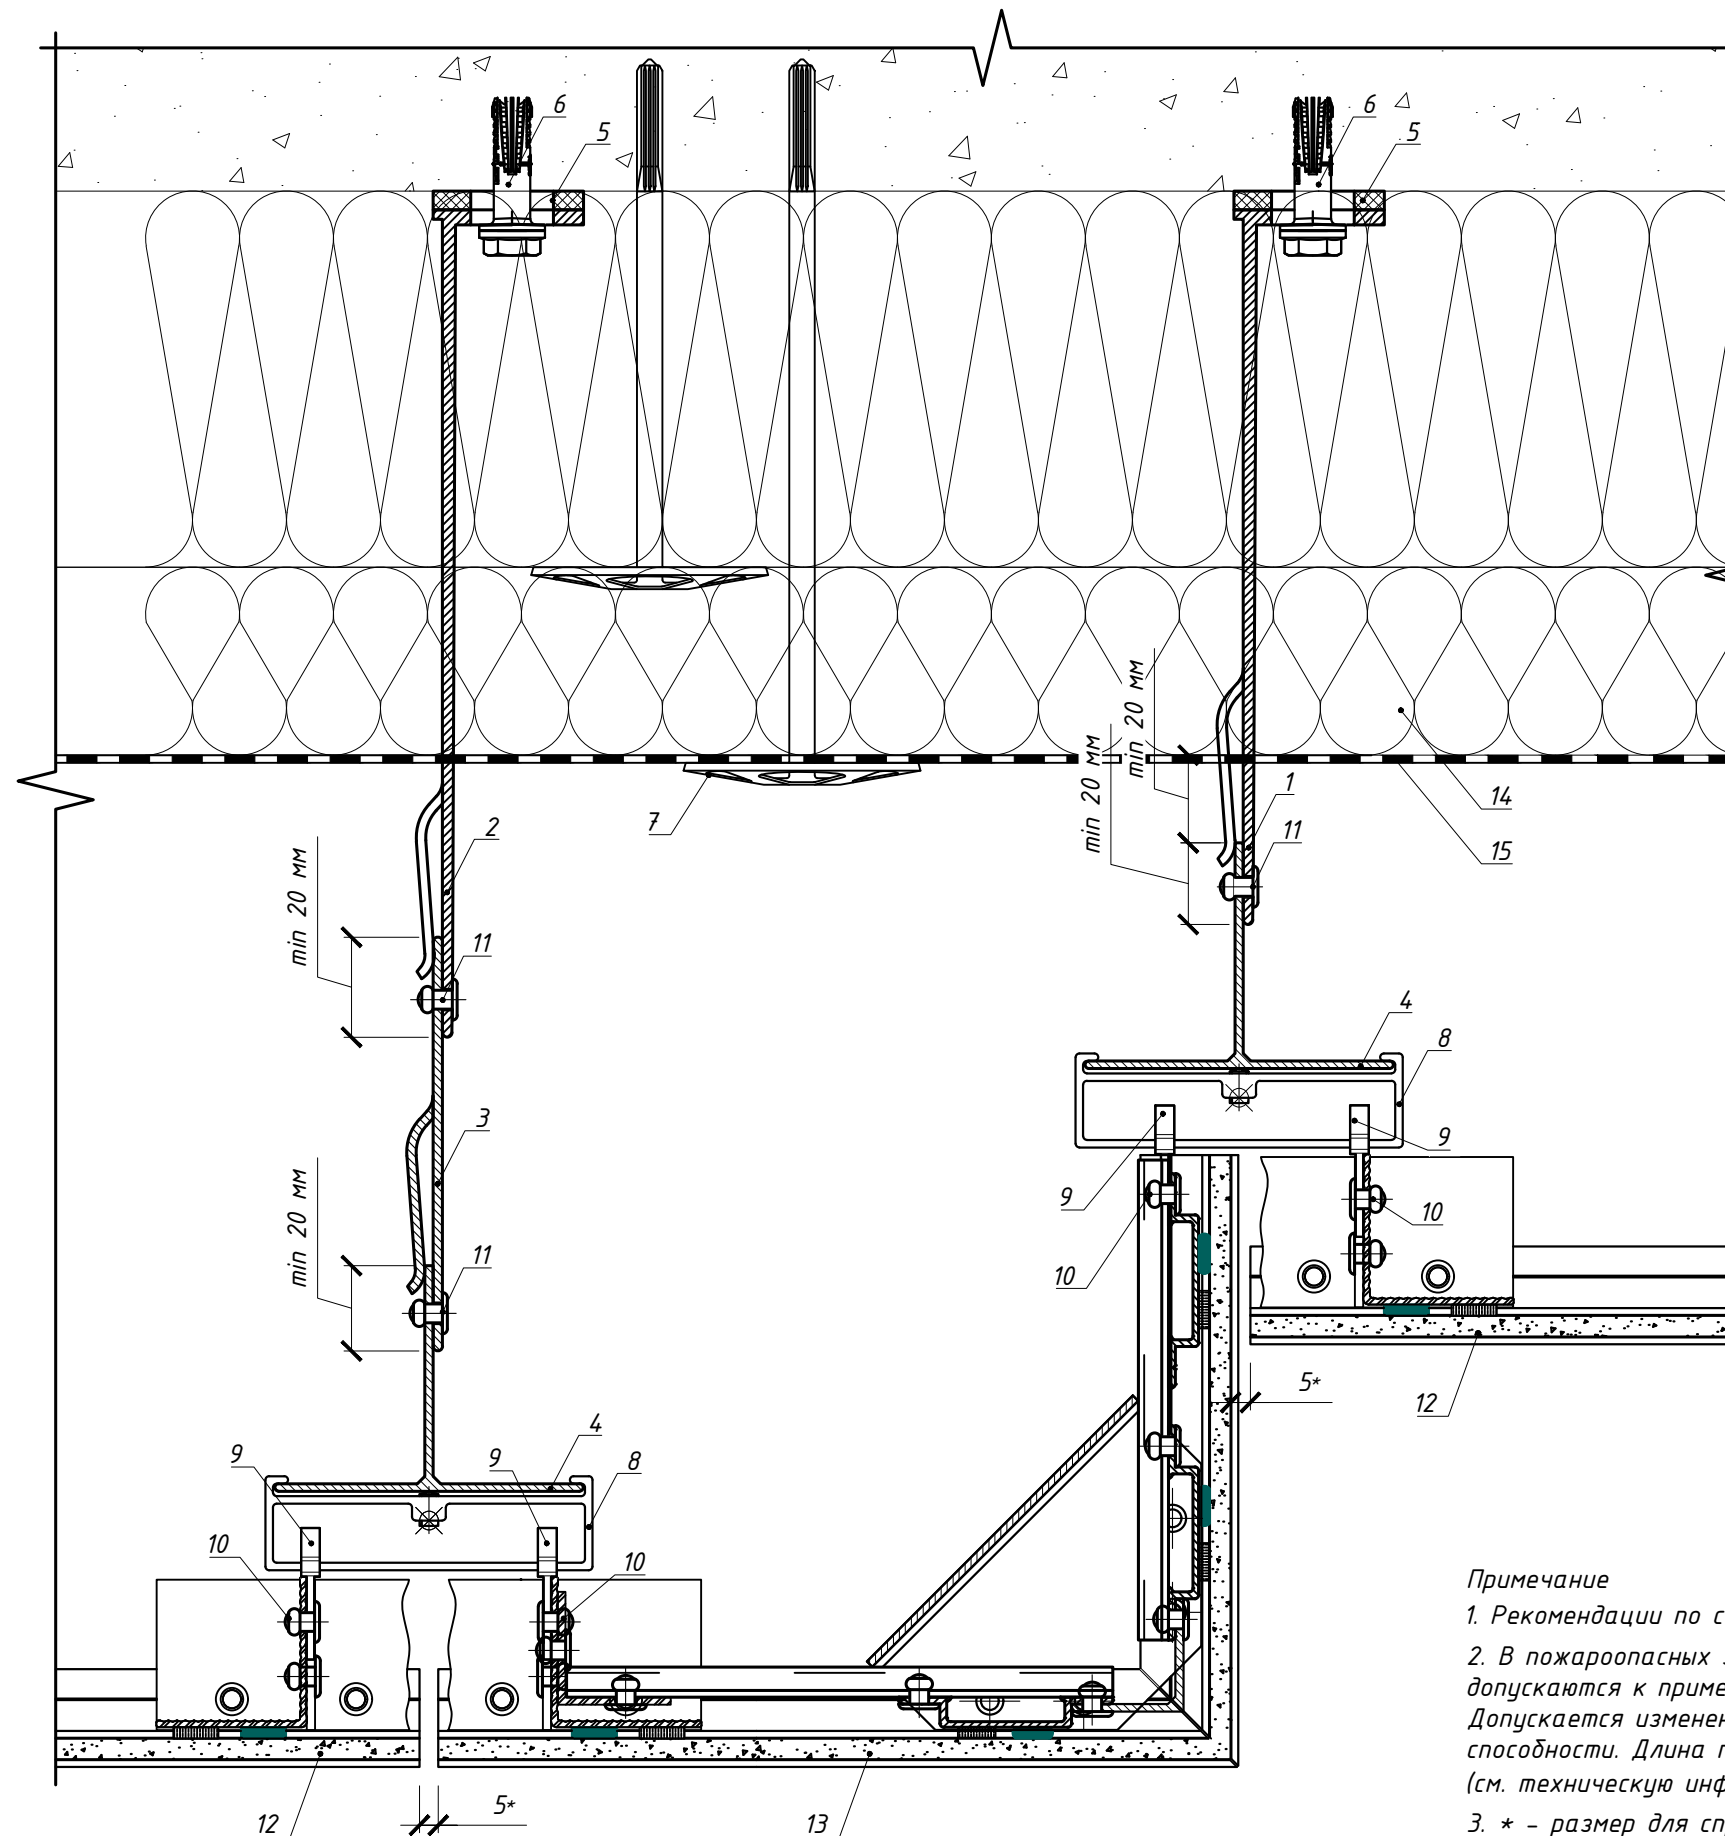 6
5
6
5
min 20 мм
min 20 мм
1
14
2
7
11
15
min 20 мм
11
4
8
3
9
9
min 20 мм
10
11
10
5*
12
4
9
9
8
10
10
Примечание
1. Рекомендации по с
2. В пожароопасных
допускаются к приме
Допускается изменен
способности. Длина п
(см. техническую инф
5*
12
13
3. * - размер для сп